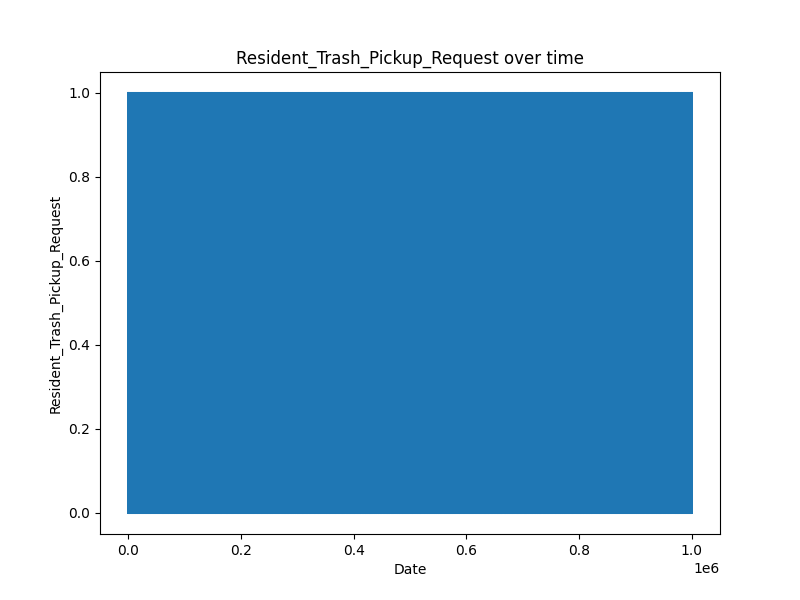 Resident_Trash_Pickup_Request over time
Resident_Trash_Pickup_Request
1.0
0.8
0.6
0.4
0.2
0.0
0.0 0.2 0.4 0.6 0.8 1.0
1e6
Date